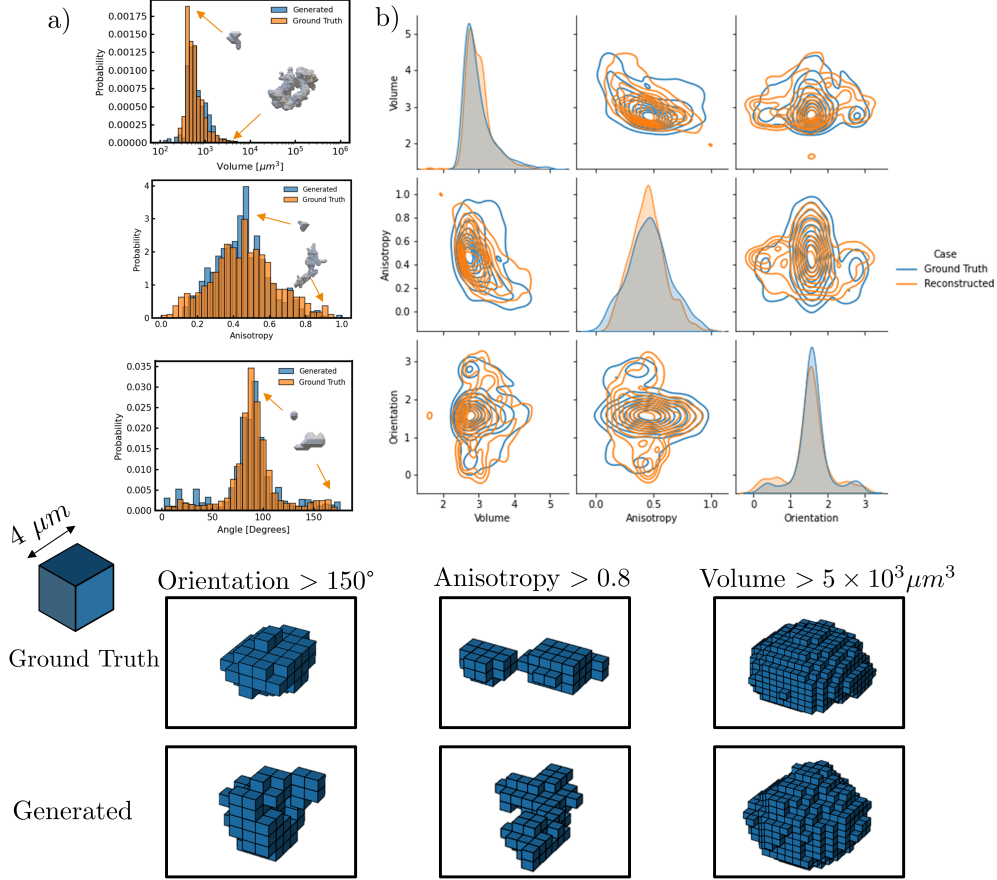 a)
0.00175
0.00150
0.00125
0.00100
0.00075
0.00050
0.00025
0.00000
Probability
Generated
Ground Truth
10² 10³ 10⁴ 10⁵ 10⁶
Volume [μm³]
4
3
2
1
0
Probability
Generated
Ground Truth
0.0 0.2 0.4 0.6 0.8 1.0
Anisotropy
0.035
0.030
0.025
0.020
0.015
0.010
0.005
0.000
Probability
Generated
Ground Truth
0 50 100 150
Angle [Degrees]
b)
5
4
3
2
Volume
1.0
0.8
0.6
0.4
0.2
0.0
Anisotropy
3
2
1
0
Orientation
2 3 4 5
Volume
0.0 0.5 1.0
Anisotropy
0 1 2 3
Orientation
Case
Ground Truth
Reconstructed
4 μm
Orientation > 150°
Anisotropy > 0.8
Volume > 5 × 10³μm³
Ground Truth
Generated